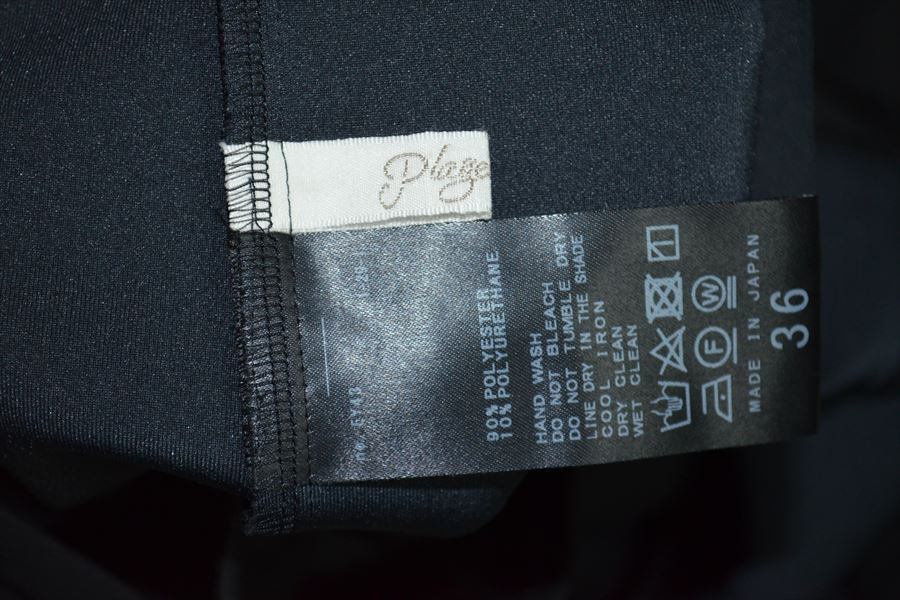 Plage
90% POLYESTER
10% POLYURETHANE
HAND WASH
DO NOT BLEACH
DO NOT TUMBLE DRY
LINE DRY IN THE SHADE
COOL IRON
DRY CLEAN
WET CLEAN
F W
MADE IN JAPAN
36